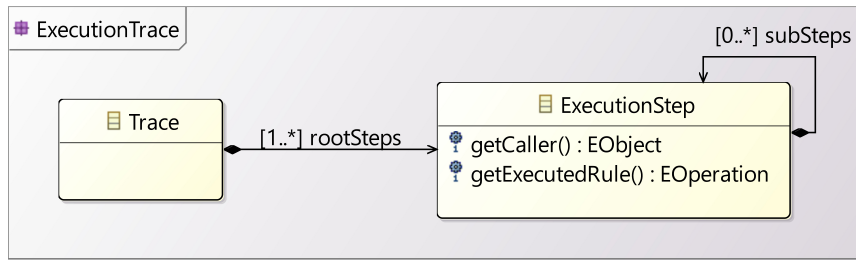 ExecutionTrace
[0..*] subSteps
Trace
[1..*] rootSteps
ExecutionStep
getCaller() : EObject
getExecutedRule() : EOperation